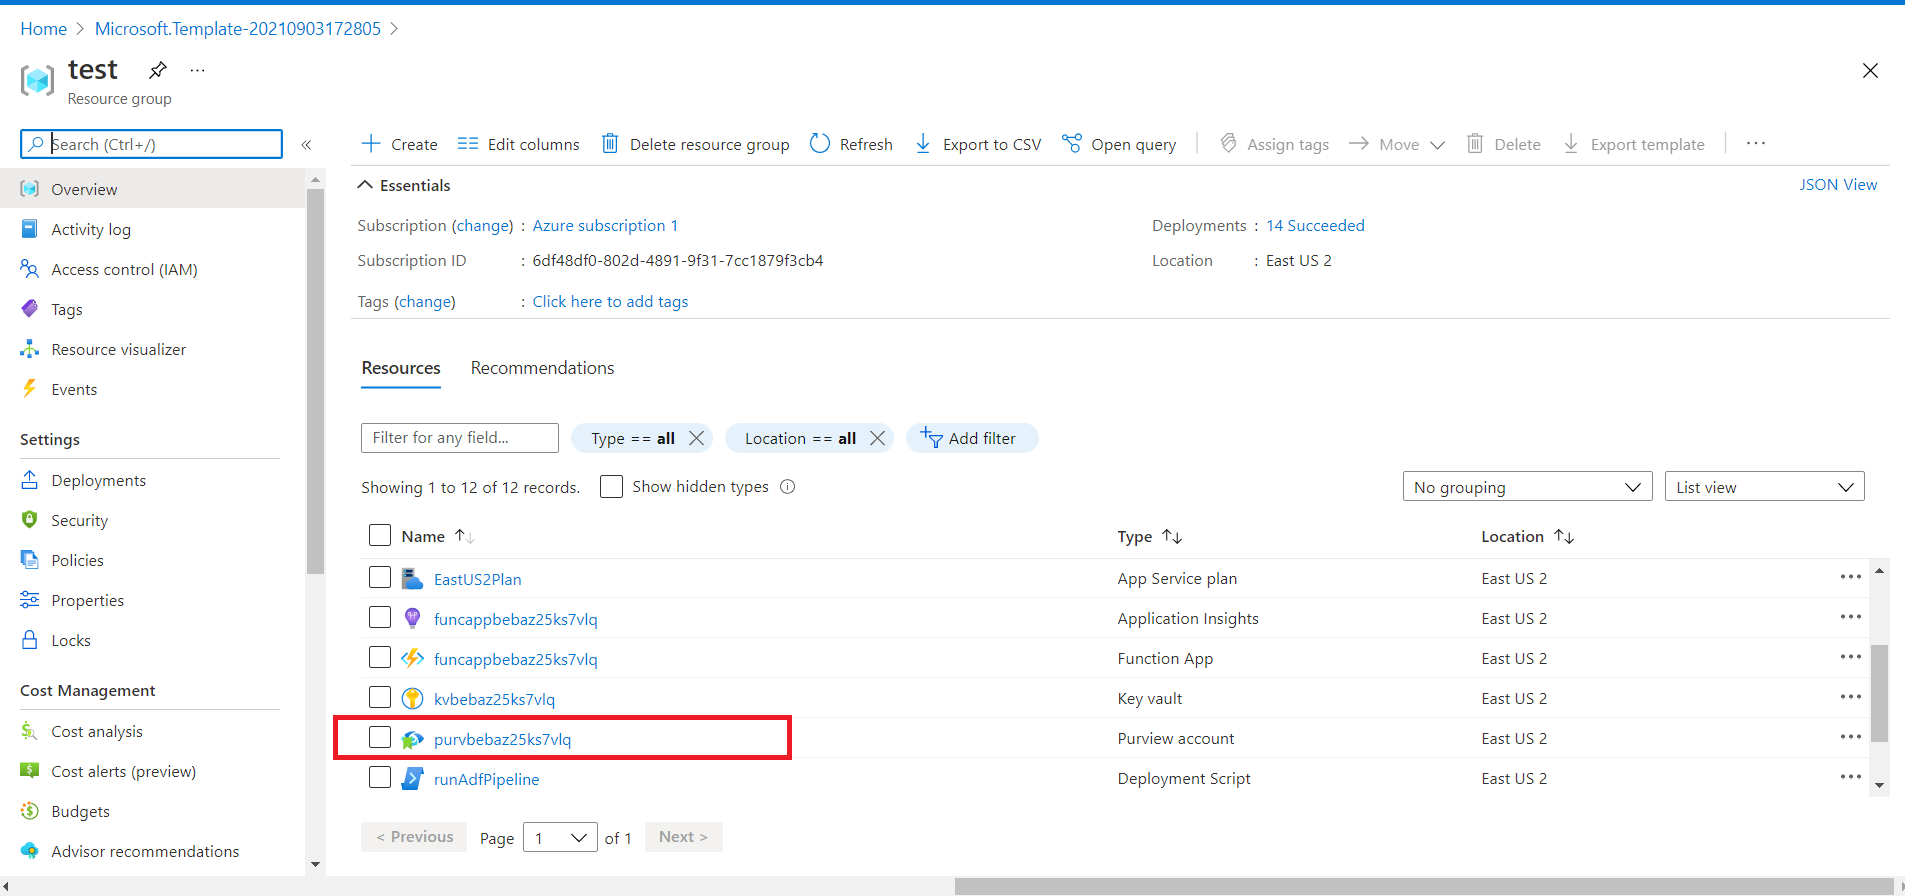 Home > Microsoft.Template-20210903172805 >
test ...
Resource group
Search (Ctrl+/) «
Create Edit columns Delete resource group Refresh Export to CSV Open query Assign tags Move Delete Export template ...
Overview
Activity log
Access control (IAM)
Tags
Resource visualizer
Events
Settings
Deployments
Security
Policies
Properties
Locks
Cost Management
Cost analysis
Cost alerts (preview)
Budgets
Advisor recommendations
Essentials JSON View
Subscription (change) : Azure subscription 1 Deployments : 14 Succeeded
Subscription ID : 6df48df0-802d-4891-9f31-7cc1879f3cb4 Location : East US 2
Tags (change) : Click here to add tags
Resources Recommendations
Filter for any field... Type == all Location == all Add filter
Showing 1 to 12 of 12 records. Show hidden types No grouping List view
Name Type Location
EastUS2Plan App Service plan East US 2 ...
funcappbebaz25ks7vlq Application Insights East US 2 ...
funcappbebaz25ks7vlq Function App East US 2 ...
kvbebaz25ks7vlq Key vault East US 2 ...
purvbebaz25ks7vlq Purview account East US 2 ...
runAdfPipeline Deployment Script East US 2 ...
< Previous Page 1 of 1 Next >